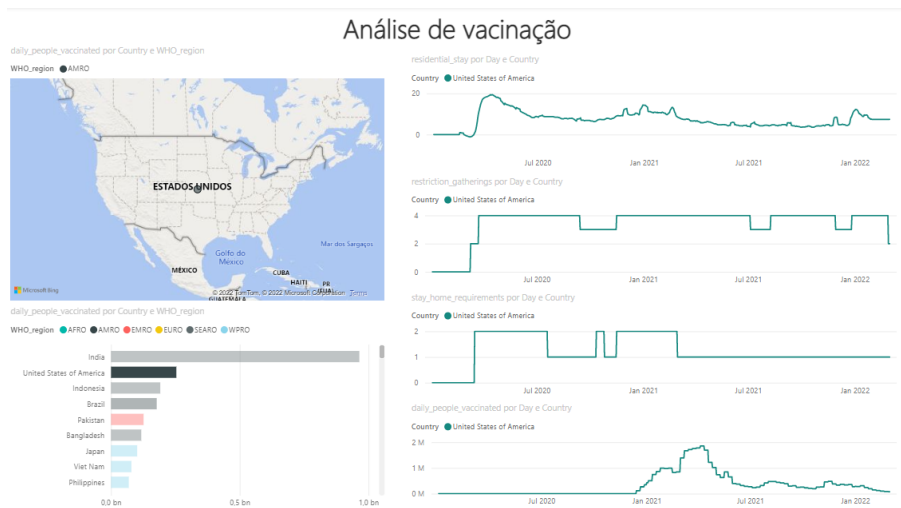 Análise de vacinação
daily_people_vaccinated por Country e WHO_region
WHO_region AMRO
ESTADOS UNIDOS
Golfo do
México
Mar dos Sargaços
MÉXICO
CUBA
HAITI
PR
(EUA)
GUATEMALA
Microsoft Bing
© 2022 TomTom, © 2022 Microsoft Corporation Terms
daily_people_vaccinated por Country e WHO_region
WHO_region AFRO AMRO EMRO EURO SEARO WPRO
India
United States of America
Indonesia
Brazil
Pakistan
Bangladesh
Japan
Viet Nam
Philippines
0,0 bn 0,5 bn 1,0 bn
residential_stay por Day e Country
Country United States of America
20
0
Jul 2020 Jan 2021 Jul 2021 Jan 2022
restriction_gatherings por Day e Country
Country United States of America
4
2
0
Jul 2020 Jan 2021 Jul 2021 Jan 2022
stay_home_requirements por Day e Country
Country United States of America
2
1
0
Jul 2020 Jan 2021 Jul 2021 Jan 2022
daily_people_vaccinated por Day e Country
Country United States of America
2 M
1 M
0 M
Jul 2020 Jan 2021 Jul 2021 Jan 2022